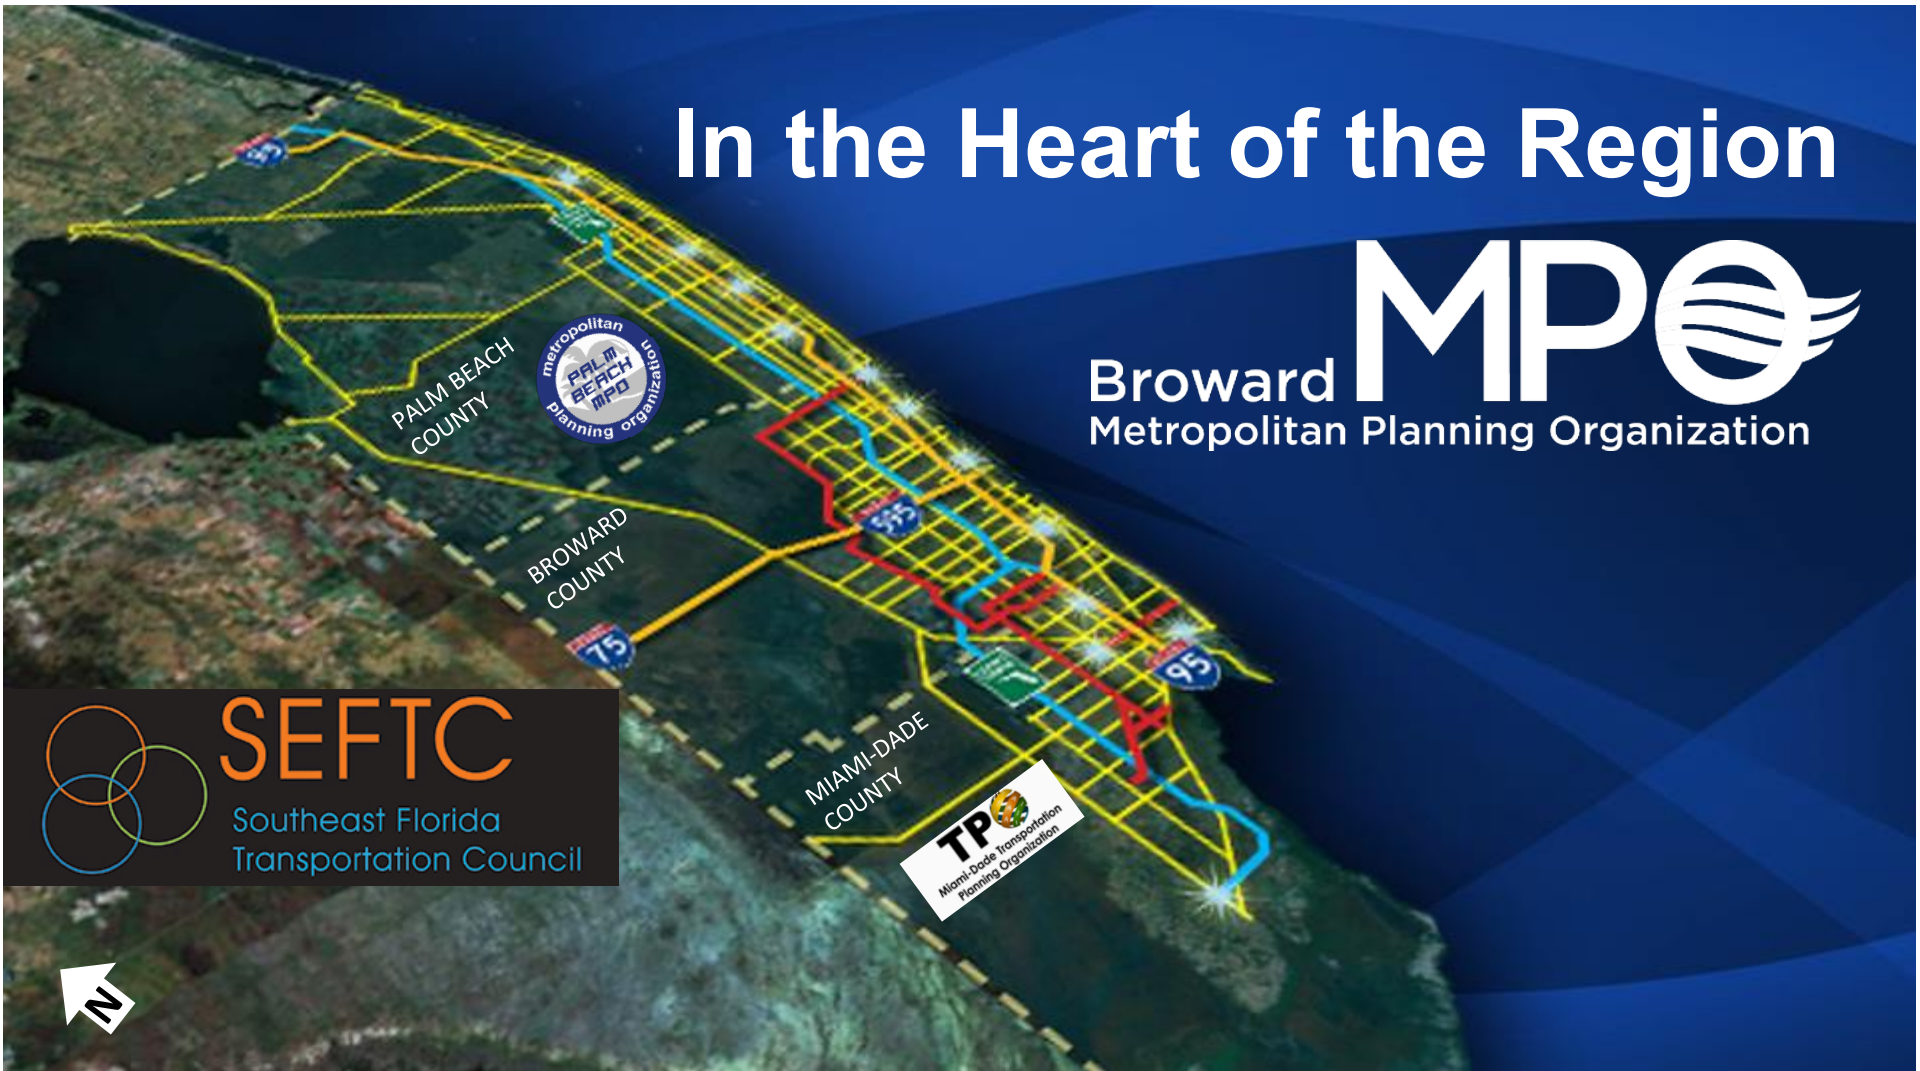 In the Heart of the Region
Broward MPO
Metropolitan Planning Organization
95
PALM BEACH
COUNTY
metropolitan
PALM
BEACH
MPO
planning organization
595
BROWARD
COUNTY
75
95
MIAMI-DADE
COUNTY
TPO
Miami-Dade Transportation
Planning Organization
SEFTC
Southeast Florida
Transportation Council
N